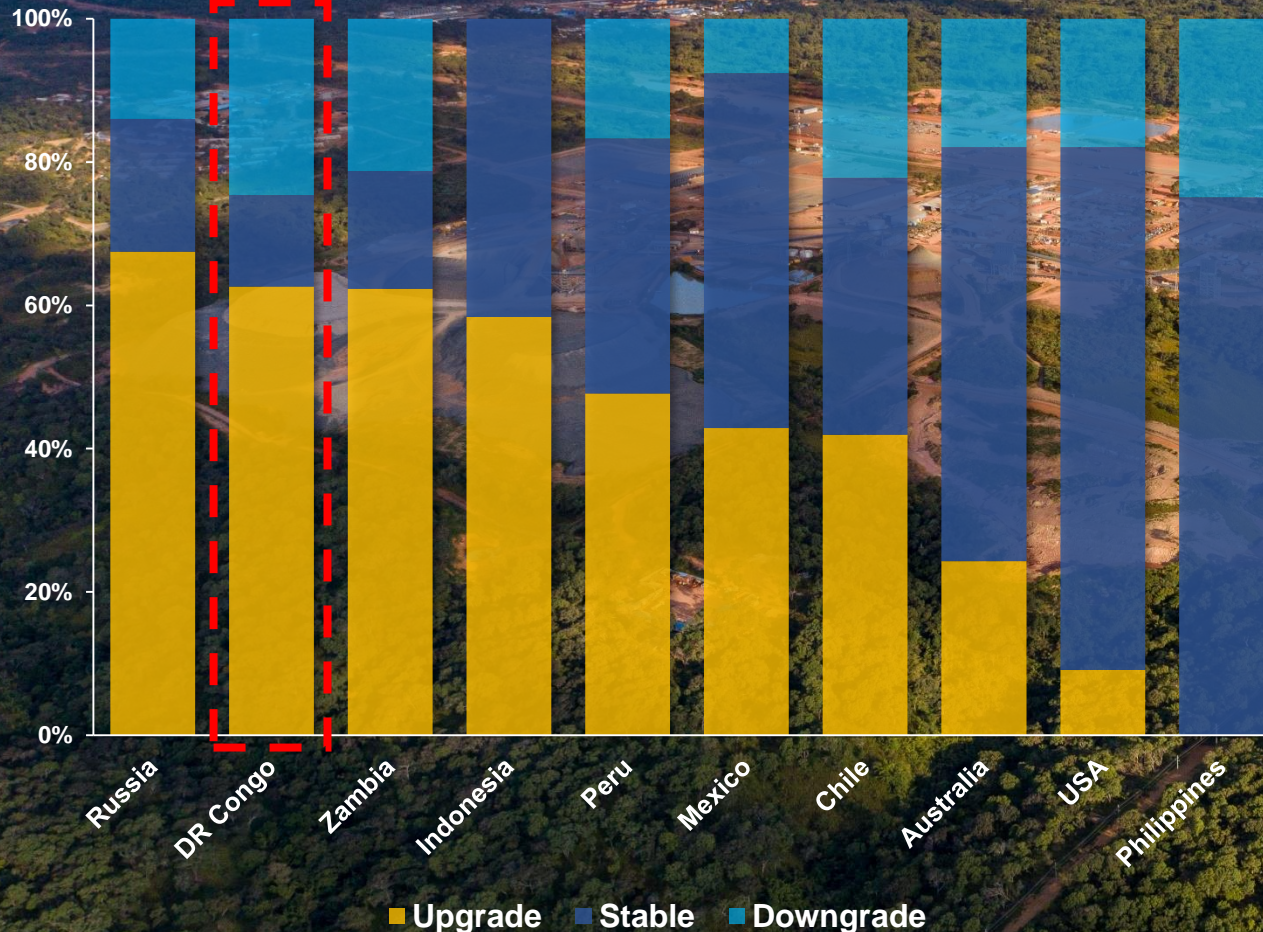 100%
80%
60%
40%
20%
0%
Russia
DR Congo
Zambia
Indonesia
Peru
Mexico
Chile
Australia
USA
Philippines
Upgrade Stable Downgrade